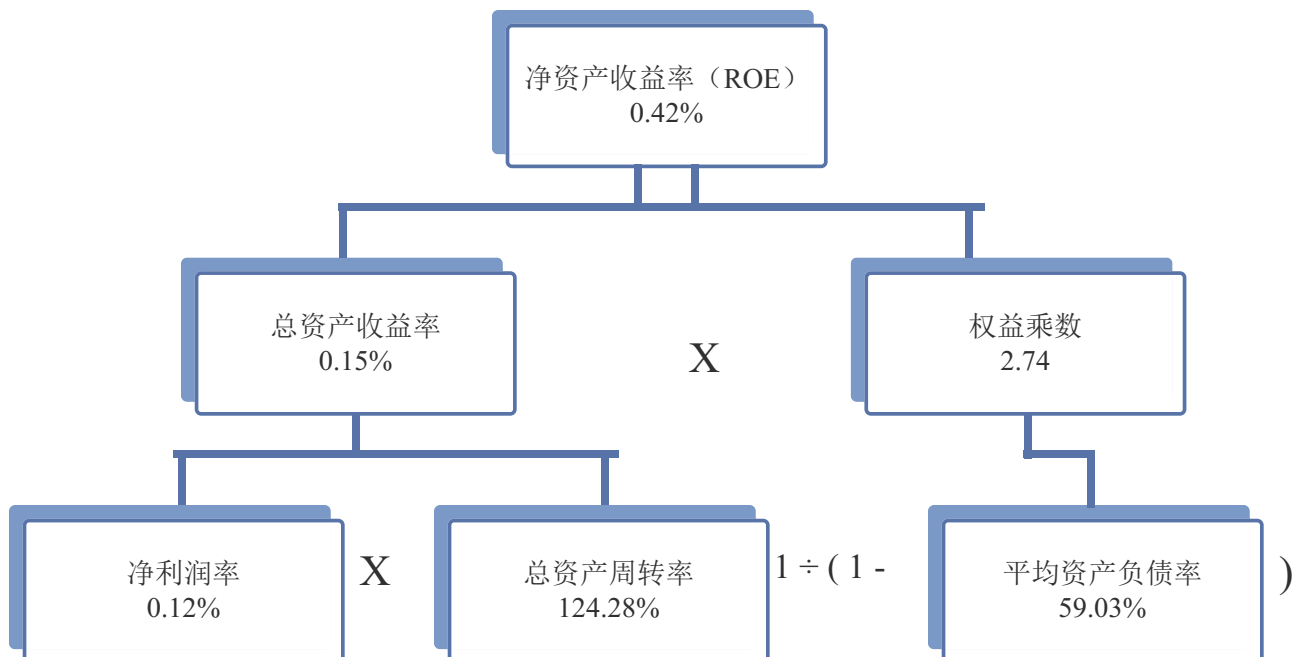 净资产收益率（ROE）
0.42%
总资产收益率
0.15%
X
权益乘数
2.74
净利润率
0.12%
X
总资产周转率
124.28%
1 ÷ ( 1 -
平均资产负债率
59.03%
)